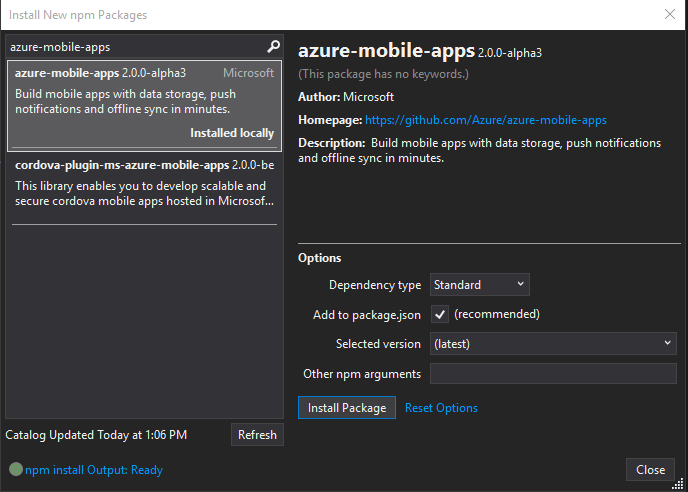 Install New npm Packages
azure-mobile-apps
azure-mobile-apps 2.0.0-alpha3 Microsoft
Build mobile apps with data storage, push
notifications and offline sync in minutes.
Installed locally
cordova-plugin-ms-azure-mobile-apps 2.0.0-be
This library enables you to develop scalable and
secure cordova mobile apps hosted in Microsof...
Catalog Updated Today at 1:06 PM
Refresh
npm install Output: Ready
azure-mobile-apps 2.0.0-alpha3
(This package has no keywords.)
Author: Microsoft
Homepage: https://github.com/Azure/azure-mobile-apps
Description: Build mobile apps with data storage, push notifications
and offline sync in minutes.
Options
Dependency type Standard
Add to package.json (recommended)
Selected version (latest)
Other npm arguments
Install Package Reset Options
Close